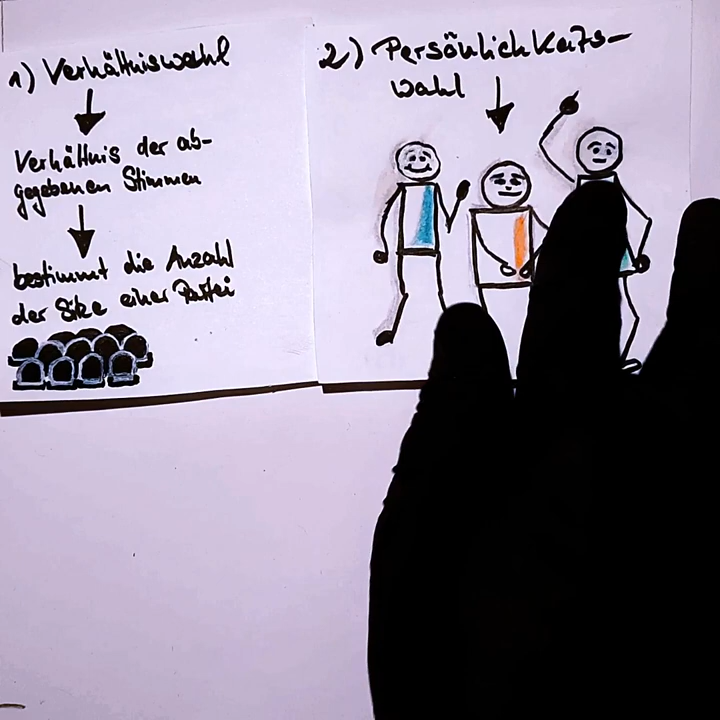 1) Verhältniswahl
Verhältnis der ab-
gegebenen Stimmen
bestimmt die Anzahl
der Sitze einer Partei
2) Persönlichkeits-
wahl